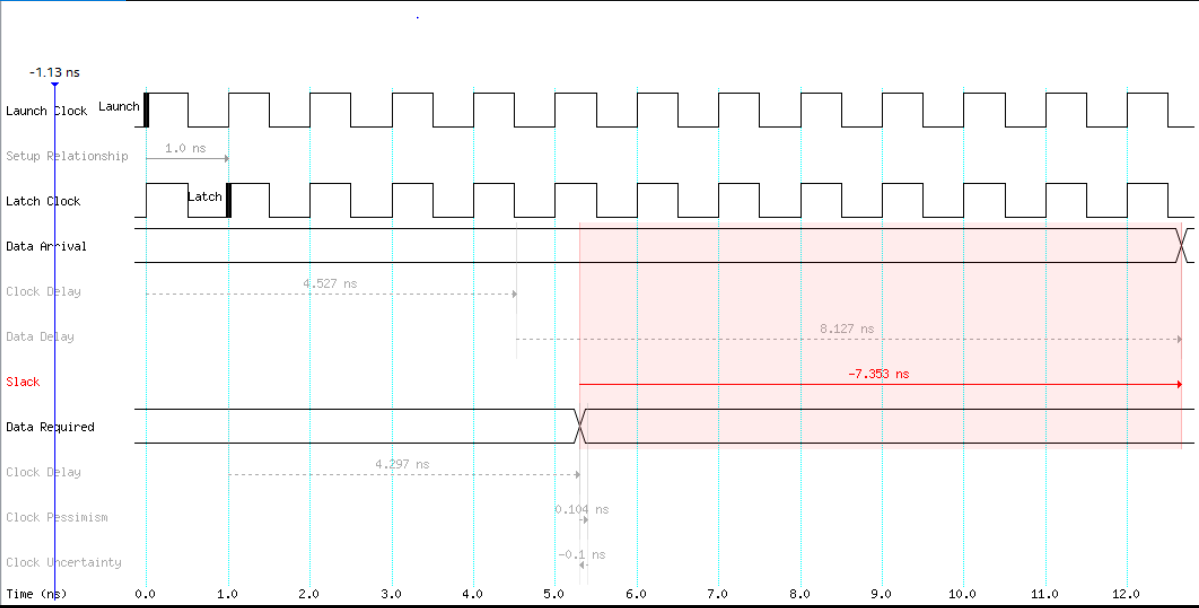 -1.13 ns
Launch Clock Launch
Setup Relationship 1.0 ns
Latch Clock Latch
Data Arrival
Clock Delay 4.527 ns
Data Delay 8.127 ns
Slack -7.353 ns
Data Required
Clock Delay 4.297 ns
Clock Pessimism 0.104 ns
Clock Uncertainty -0.1 ns
Time (ns) 0.0 1.0 2.0 3.0 4.0 5.0 6.0 7.0 8.0 9.0 10.0 11.0 12.0